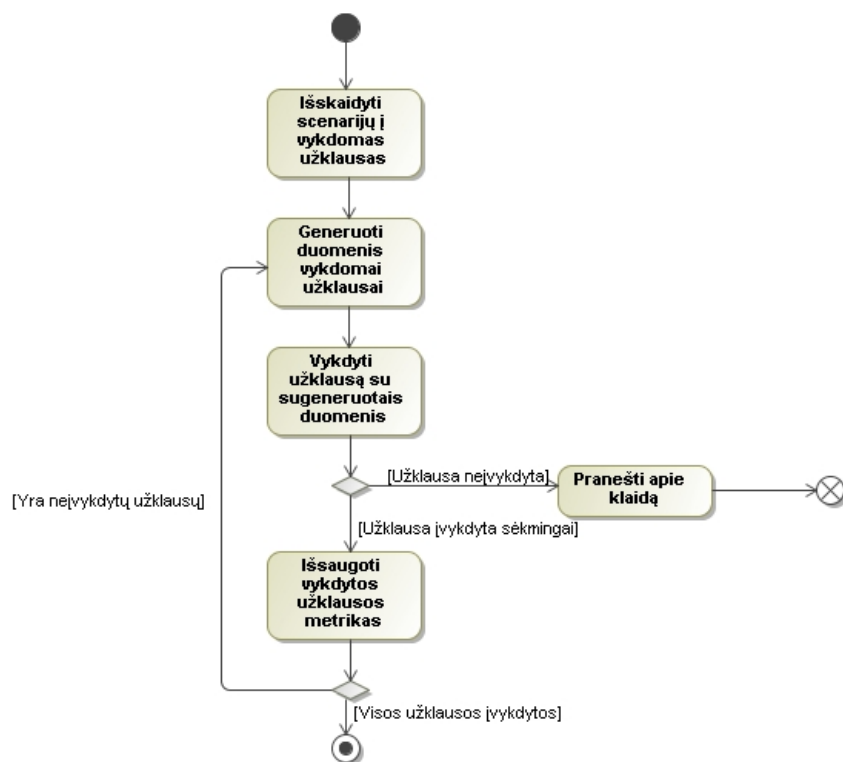 Išskaidyti
scenarijų į
vykdomas
užklausas
Generuoti
duomenis
vykdomai
užklausai
Vykdyti
užklausą su
sugeneruotais
duomenis
[Užklausa neįvykdyta]
Pranešti apie
klaidą
[Yra neįvykdytų užklausų]
[Užklausa įvykdyta sėkmingai]
Išsaugoti
vykdytos
užklausos
metrikas
[Visos užklausos įvykdytos]